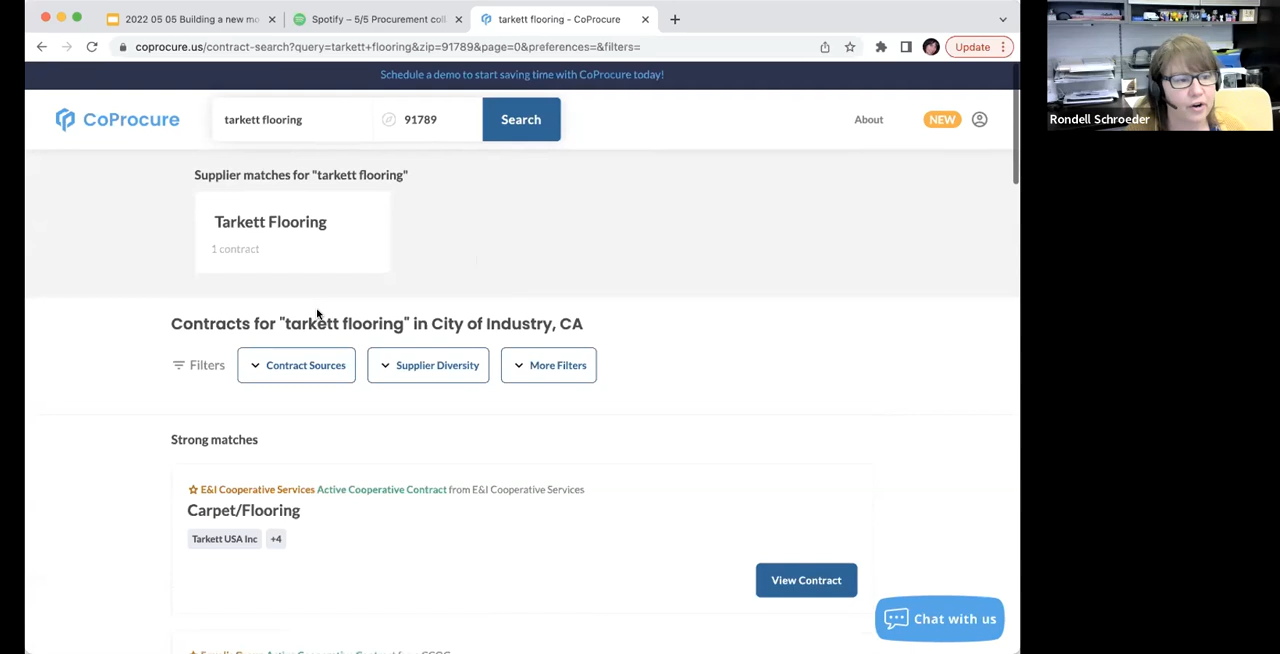 2022 05 05 Building a new mo
Spotify – 5/5 Procurement col
tarkett flooring - CoProcure
coprocure.us/contract-search?query=tarkett+flooring&zip=91789&page=0&preferences=&filters=
Update
Schedule a demo to start saving time with CoProcure today!
CoProcure
tarkett flooring
91789
Search
About
NEW
Rondell Schroeder
Supplier matches for "tarkett flooring"
Tarkett Flooring
1 contract
Contracts for "tarkett flooring" in City of Industry, CA
Filters
Contract Sources
Supplier Diversity
More Filters
Strong matches
E&I Cooperative Services Active Cooperative Contract from E&I Cooperative Services
Carpet/Flooring
Tarkett USA Inc +4
View Contract
Chat with us